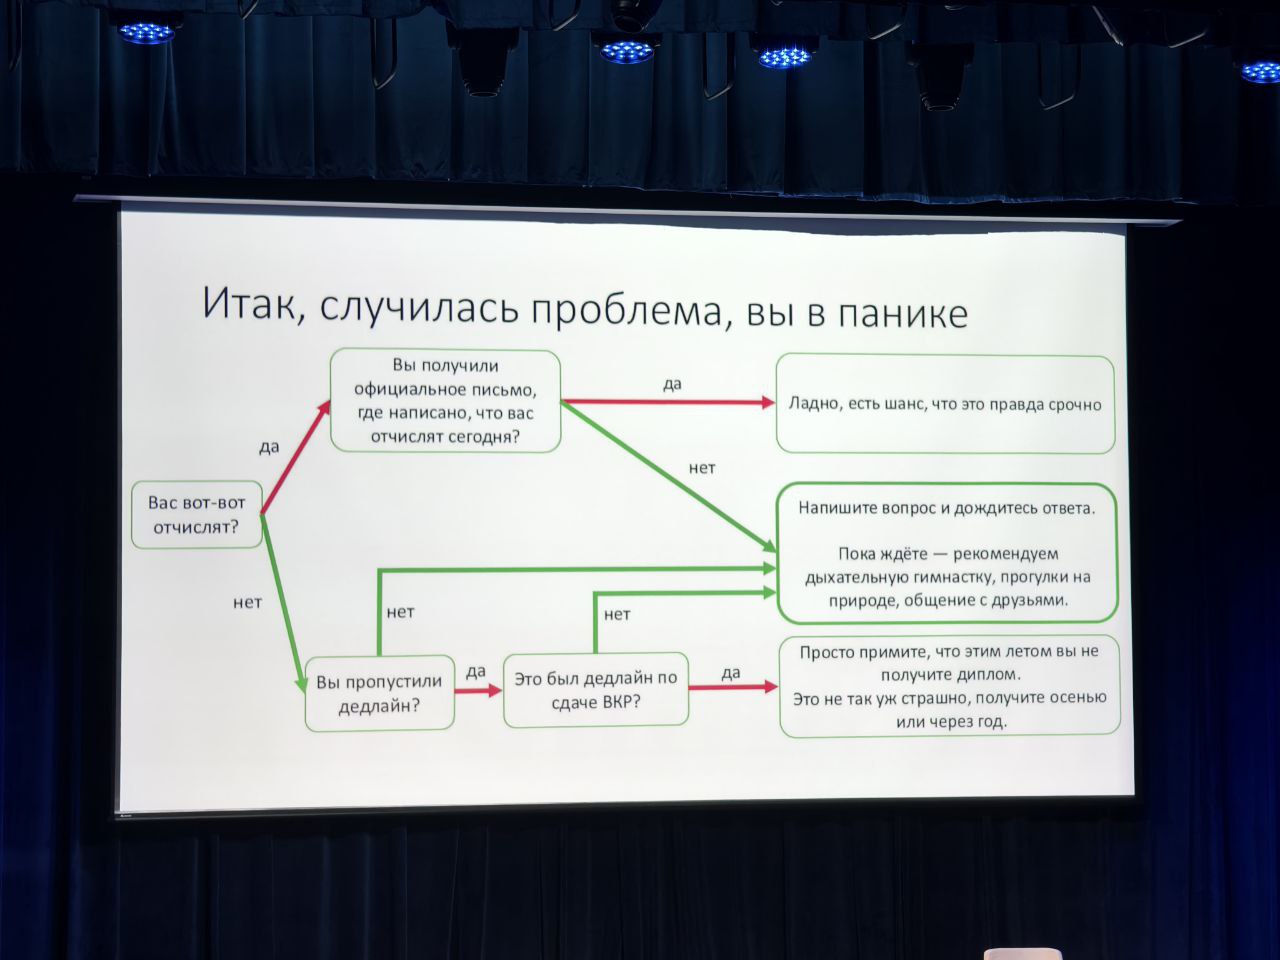 Итак, случилась проблема, вы в панике
Вы получили
официальное письмо,
где написано, что вас
отчислят сегодня?
да
Ладно, есть шанс, что это правда срочно
да
нет
Вас вот-вот
отчислят?
Напишите вопрос и дождитесь ответа.
Пока ждёте — рекомендуем
дыхательную гимнастку, прогулки на
природе, общение с друзьями.
нет
нет
нет
Вы пропустили
дедлайн?
да
Это был дедлайн по
сдаче ВКР?
да
Просто примите, что этим летом вы не
получите диплом.
Это не так уж страшно, получите осенью
или через год.